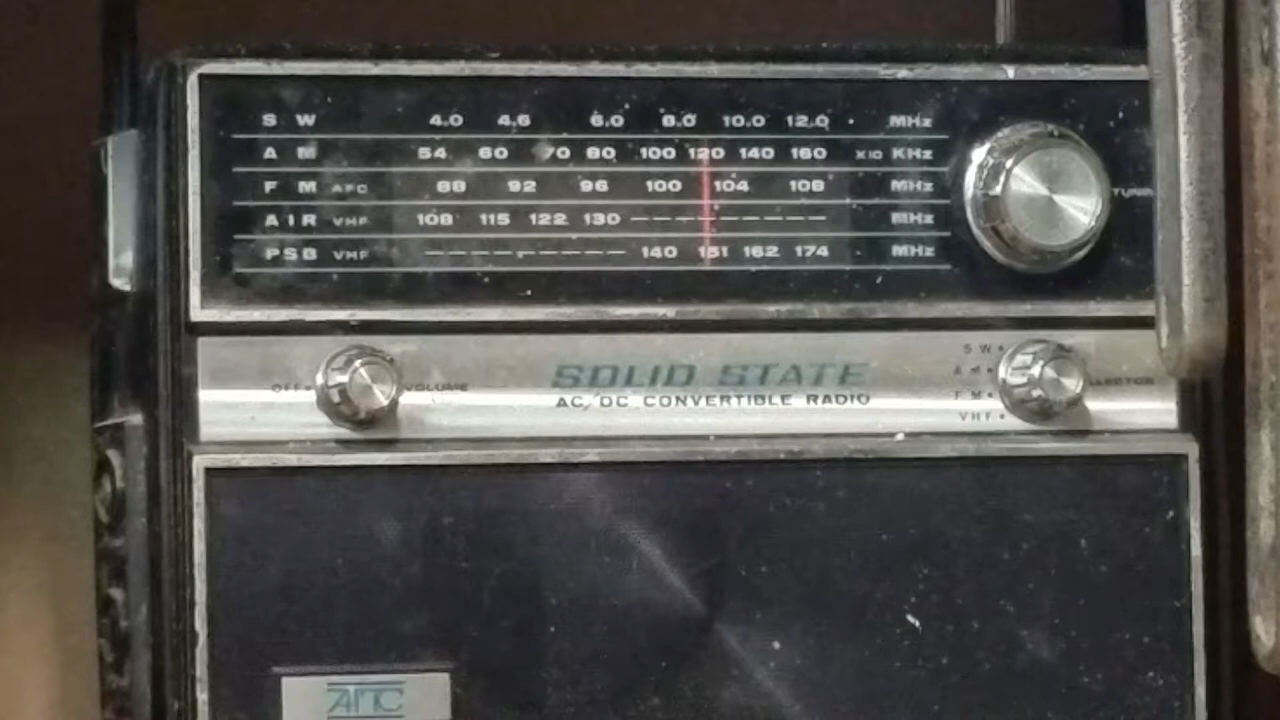 S W 4.0 4.6 6.0 8.0 10.0 12.0 MHz
A M 54 60 70 80 100 120 140 160 X10 KHz
F M AFC 88 92 96 100 104 108 MHz
AIR VHF 108 115 122 130 MHz
PSB VHF 140 151 162 174 MHz
OFF VOLUME
SOLID STATE
AC/DC CONVERTIBLE RADIO
S W
A M
F M
VHF